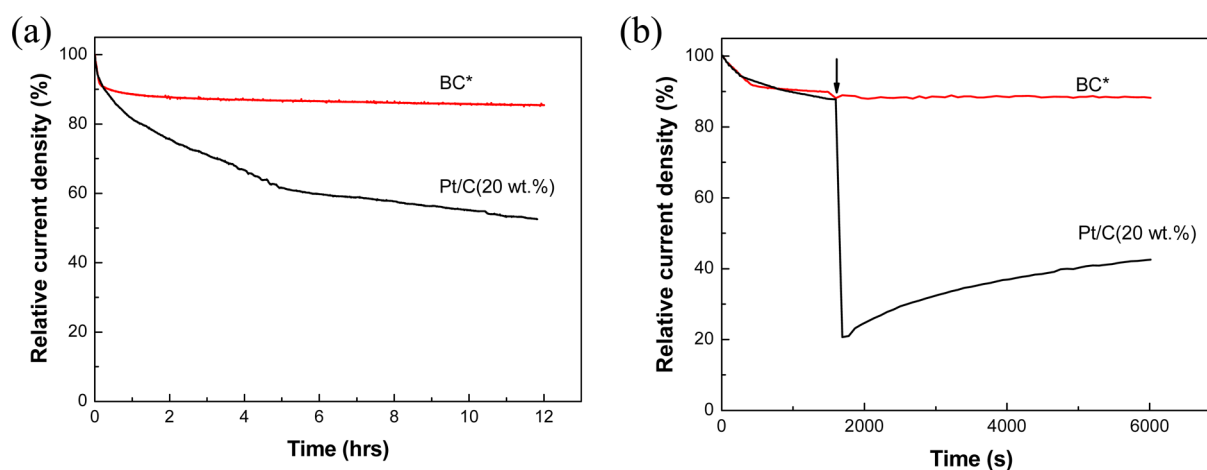 (a)
100
80
60
40
20
0
Relative current density (%)
BC*
Pt/C(20 wt.%)
0 2 4 6 8 10 12
Time (hrs)
(b)
100
80
60
40
20
0
Relative current density (%)
BC*
Pt/C(20 wt.%)
0 2000 4000 6000
Time (s)